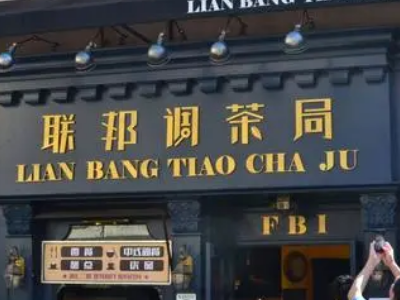 LIAN BANG TIAO
联邦调茶局
LIAN BANG TIAO CHA JU
FBI